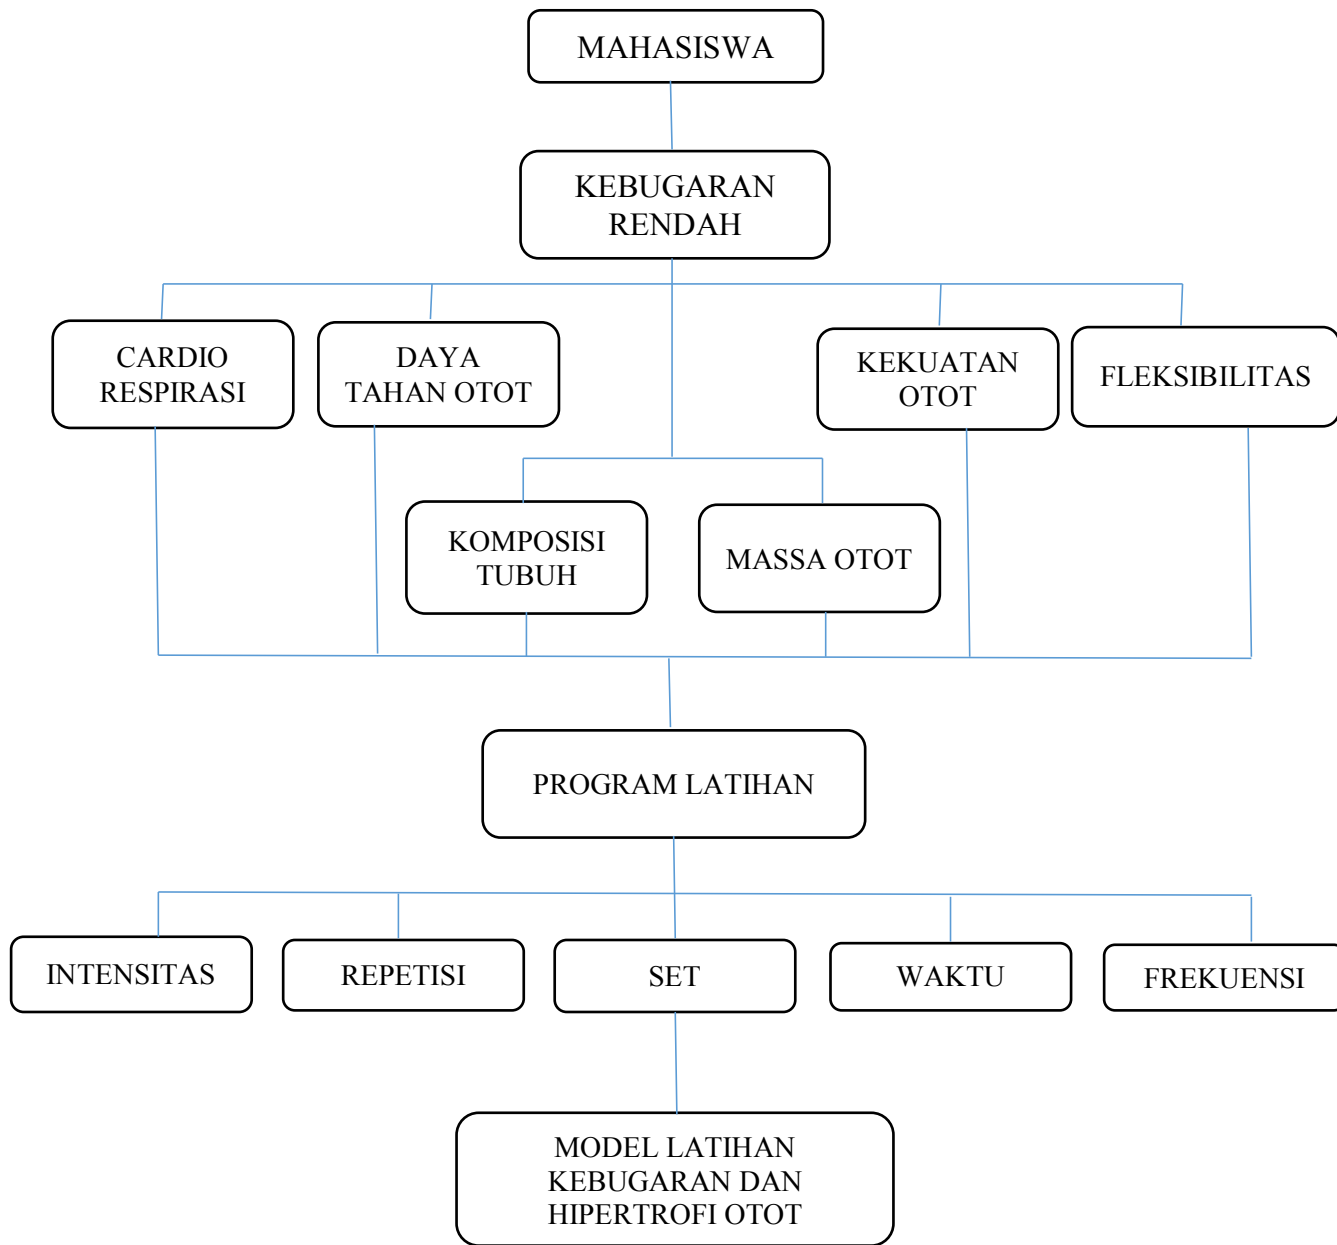 MAHASISWA
KEBUGARAN
RENDAH
CARDIO
RESPIRASI
DAYA
TAHAN OTOT
KEKUATAN
OTOT
FLEKSIBILITAS
KOMPOSISI
TUBUH
MASSA OTOT
PROGRAM LATIHAN
INTENSITAS
REPETISI
SET
WAKTU
FREKUENSI
MODEL LATIHAN
KEBUGARAN DAN
HIPERTROFI OTOT